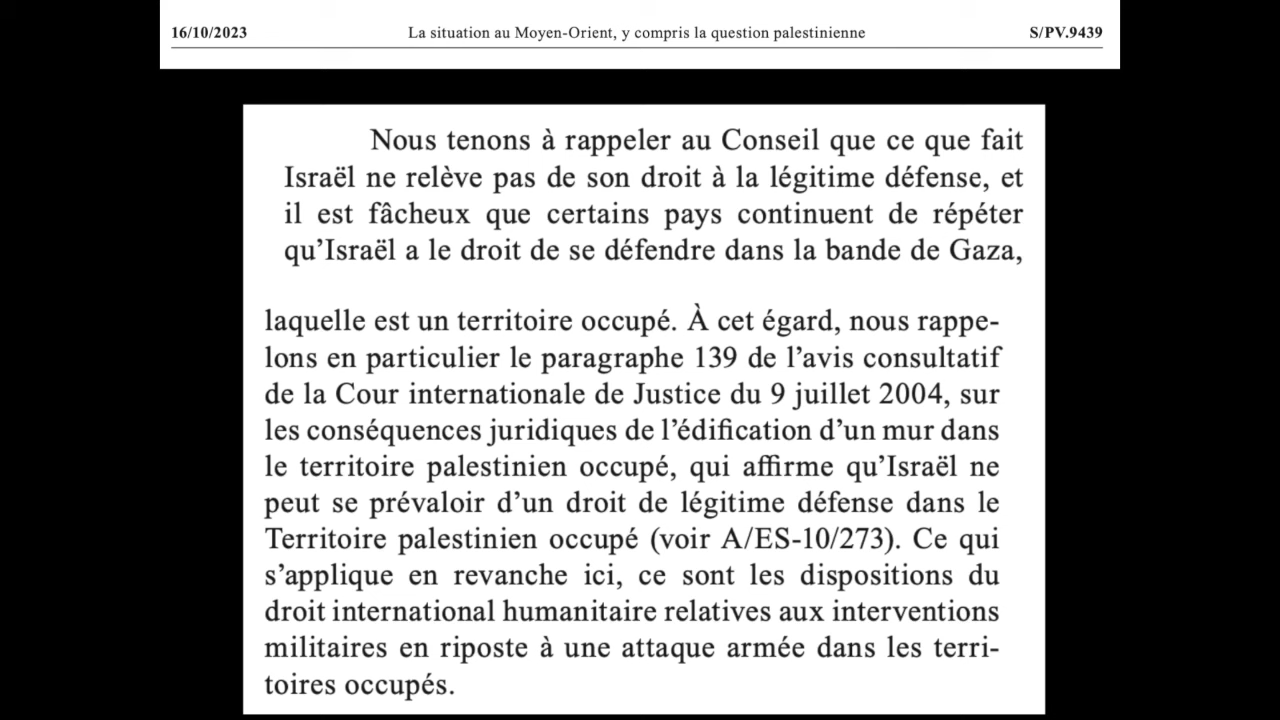 16/10/2023 La situation au Moyen-Orient, y compris la question palestinienne S/PV.9439
Nous tenons à rappeler au Conseil que ce que fait
Israël ne relève pas de son droit à la légitime défense, et
il est fâcheux que certains pays continuent de répéter
qu’Israël a le droit de se défendre dans la bande de Gaza,
laquelle est un territoire occupé. À cet égard, nous rappe-
lons en particulier le paragraphe 139 de l’avis consultatif
de la Cour internationale de Justice du 9 juillet 2004, sur
les conséquences juridiques de l’édification d’un mur dans
le territoire palestinien occupé, qui affirme qu’Israël ne
peut se prévaloir d’un droit de légitime défense dans le
Territoire palestinien occupé (voir A/ES-10/273). Ce qui
s’applique en revanche ici, ce sont les dispositions du
droit international humanitaire relatives aux interventions
militaires en riposte à une attaque armée dans les terri-
toires occupés.